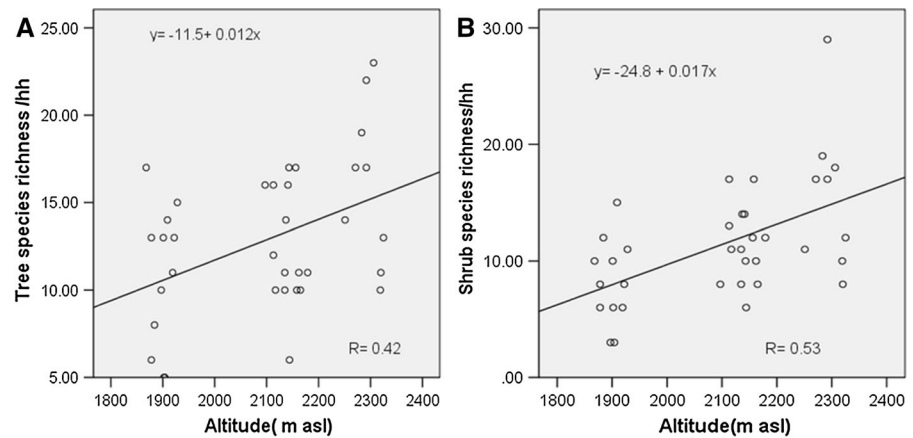 A
y= -11.5+ 0.012x
Tree species richness /hh
25.00
20.00
15.00
10.00
5.00
R= 0.42
1800 1900 2000 2100 2200 2300 2400
Altitude( m asl)
B
y= -24.8 + 0.017x
Shrub species richness/hh
30.00
20.00
10.00
.00
R= 0.53
1800 1900 2000 2100 2200 2300 2400
Altitude(m asl)